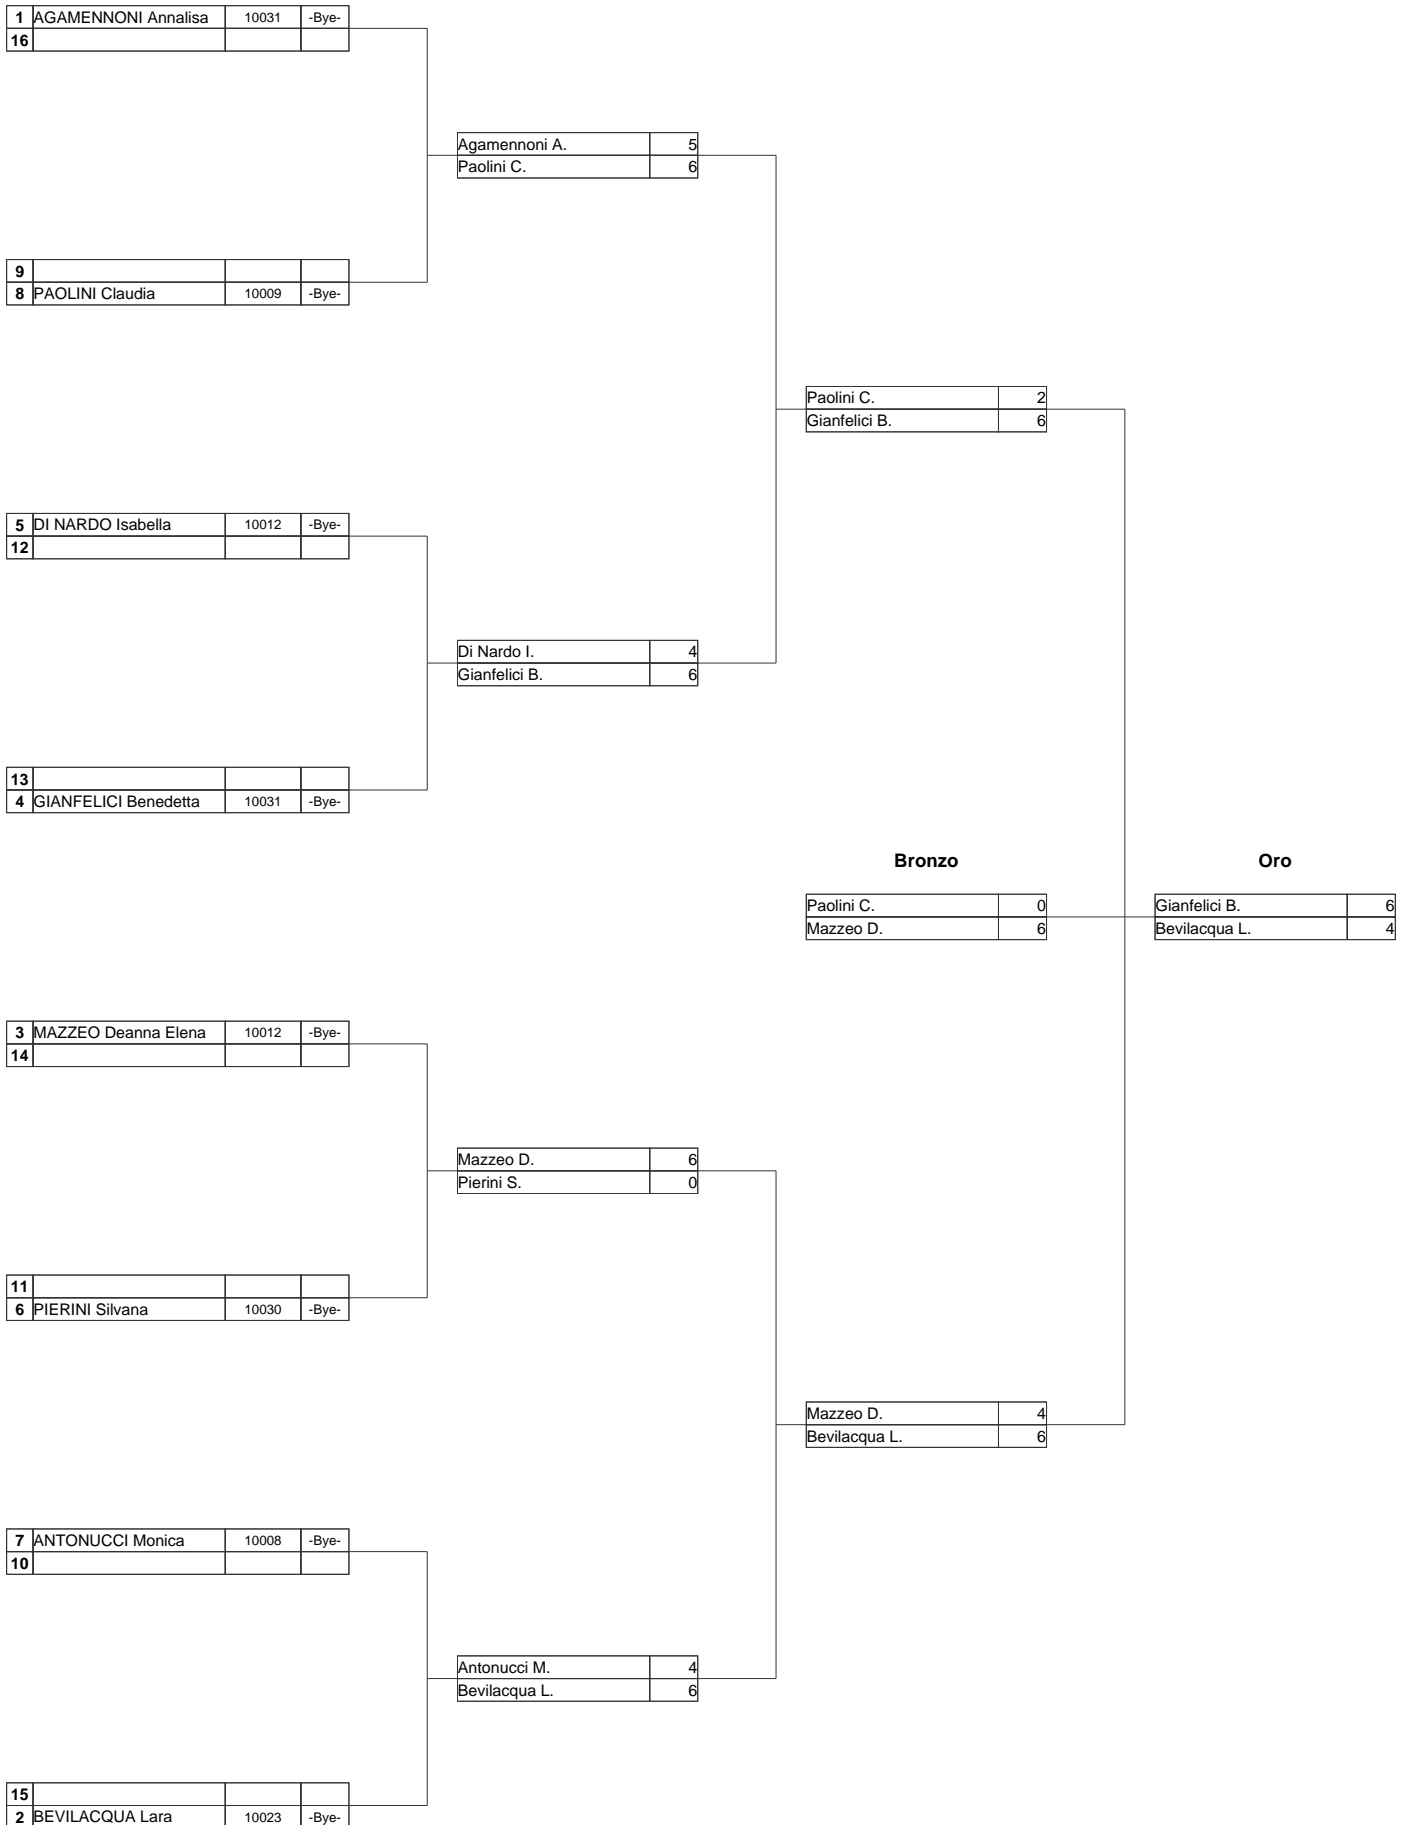 1 AGAMENNONI Annalisa 10031 -Bye-
16
Agamennoni A. 5
Paolini C. 6
9
8 PAOLINI Claudia 10009 -Bye-
Paolini C. 2
Gianfelici B. 6
5 DI NARDO Isabella 10012 -Bye-
12
Di Nardo I. 4
Gianfelici B. 6
13
4 GIANFELICI Benedetta 10031 -Bye-
Bronzo Oro
Paolini C. 0 Gianfelici B. 6
Mazzeo D. 6 Bevilacqua L. 4
3 MAZZEO Deanna Elena 10012 -Bye-
14
Mazzeo D. 6
Pierini S. 0
11
6 PIERINI Silvana 10030 -Bye-
Mazzeo D. 4
Bevilacqua L. 6
7 ANTONUCCI Monica 10008 -Bye-
10
Antonucci M. 4
Bevilacqua L. 6
15
2 BEVILACQUA Lara 10023 -Bye-